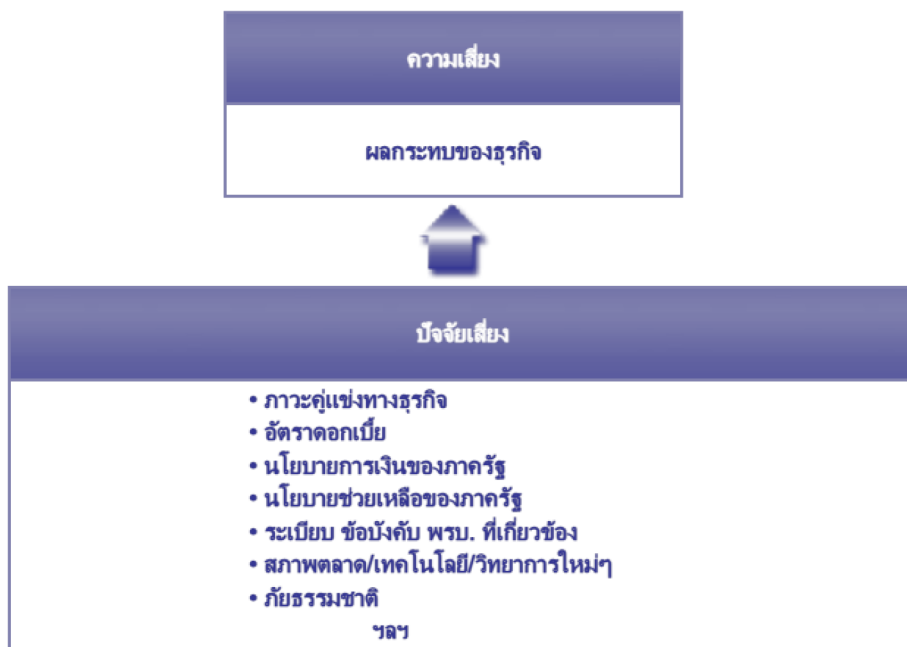 ความเสี่ยง
ผลกระทบของธุรกิจ
ปัจจัยเสี่ยง
• ภาวะคู่แข่งทางธุรกิจ
• อัตราดอกเบี้ย
• นโยบายการเงินของภาครัฐ
• นโยบายช่วยเหลือของภาครัฐ
• ระเบียบ ข้อบังคับ พรบ. ที่เกี่ยวข้อง
• สภาพตลาด/เทคโนโลยี/วิทยาการใหม่ๆ
• ภัยธรรมชาติ
ฯลฯ